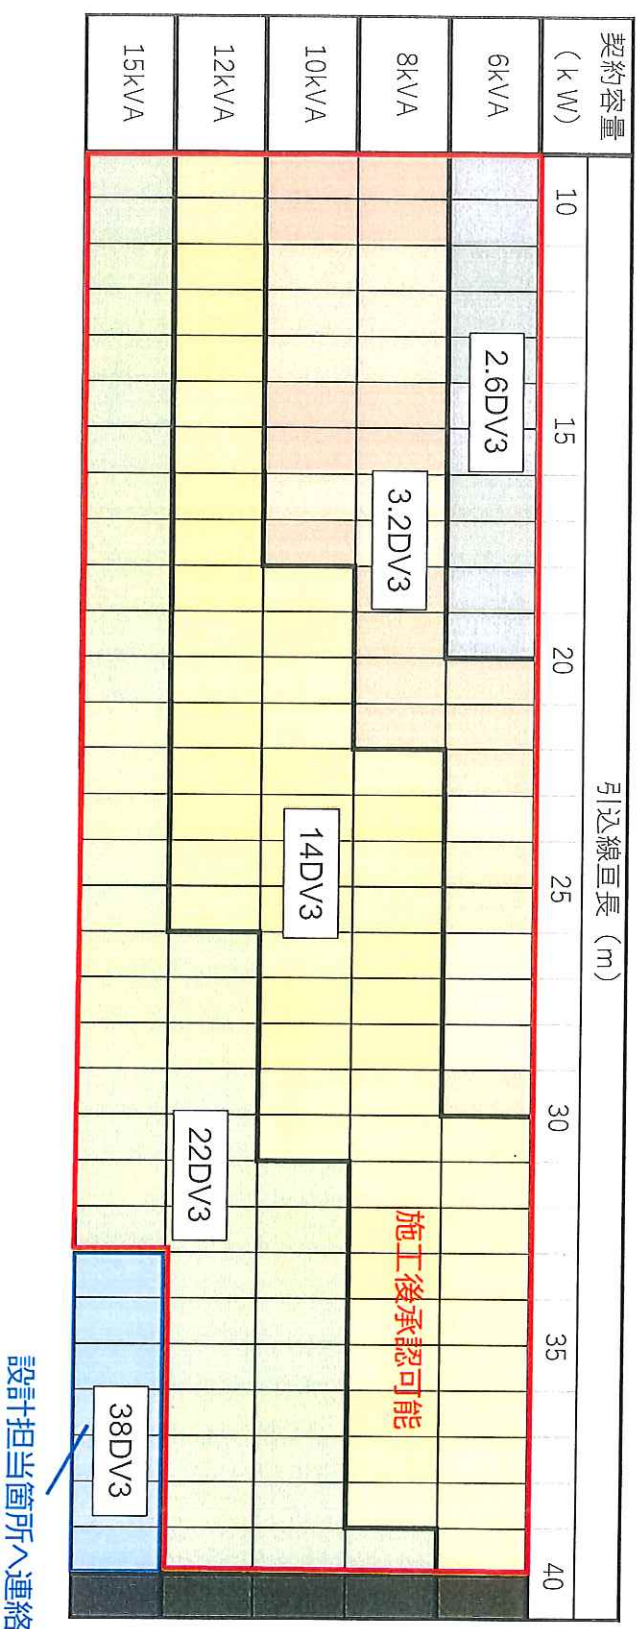 契約容量
(kW)
引込線亘長 (m)
10
15
20
25
30
35
40
6kVA
2.6DV3
8kVA
3.2DV3
施工後承認可能
10kVA
14DV3
12kVA
22DV3
15kVA
38DV3
設計担当箇所へ連絡